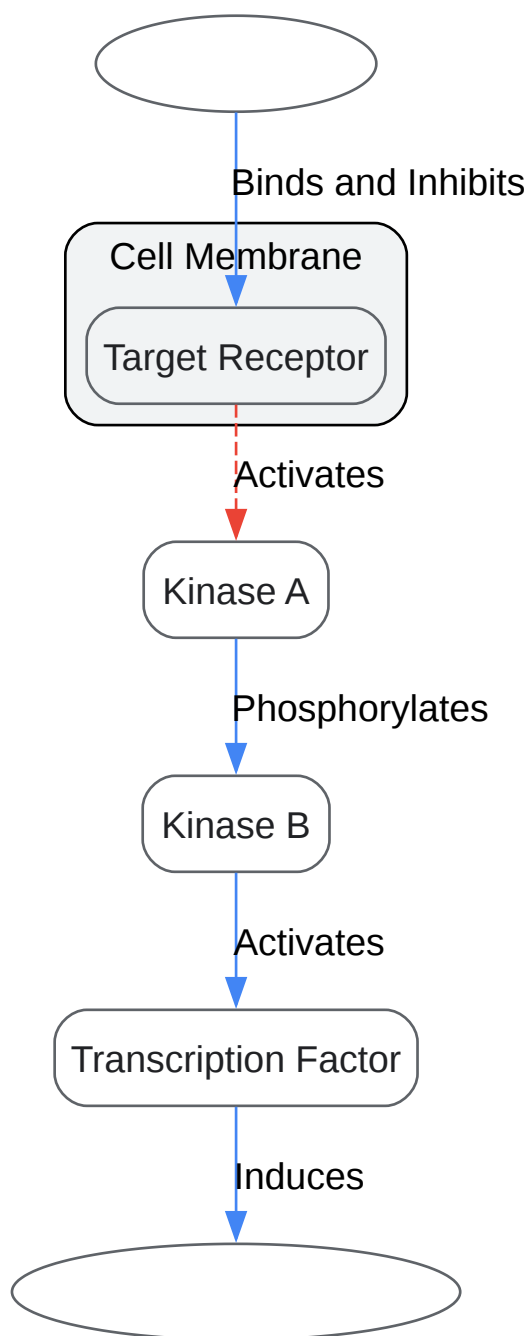 Binds and Inhibits
Cell Membrane
Target Receptor
Activates
Kinase A
Phosphorylates
Kinase B
Activates
Transcription Factor
Induces